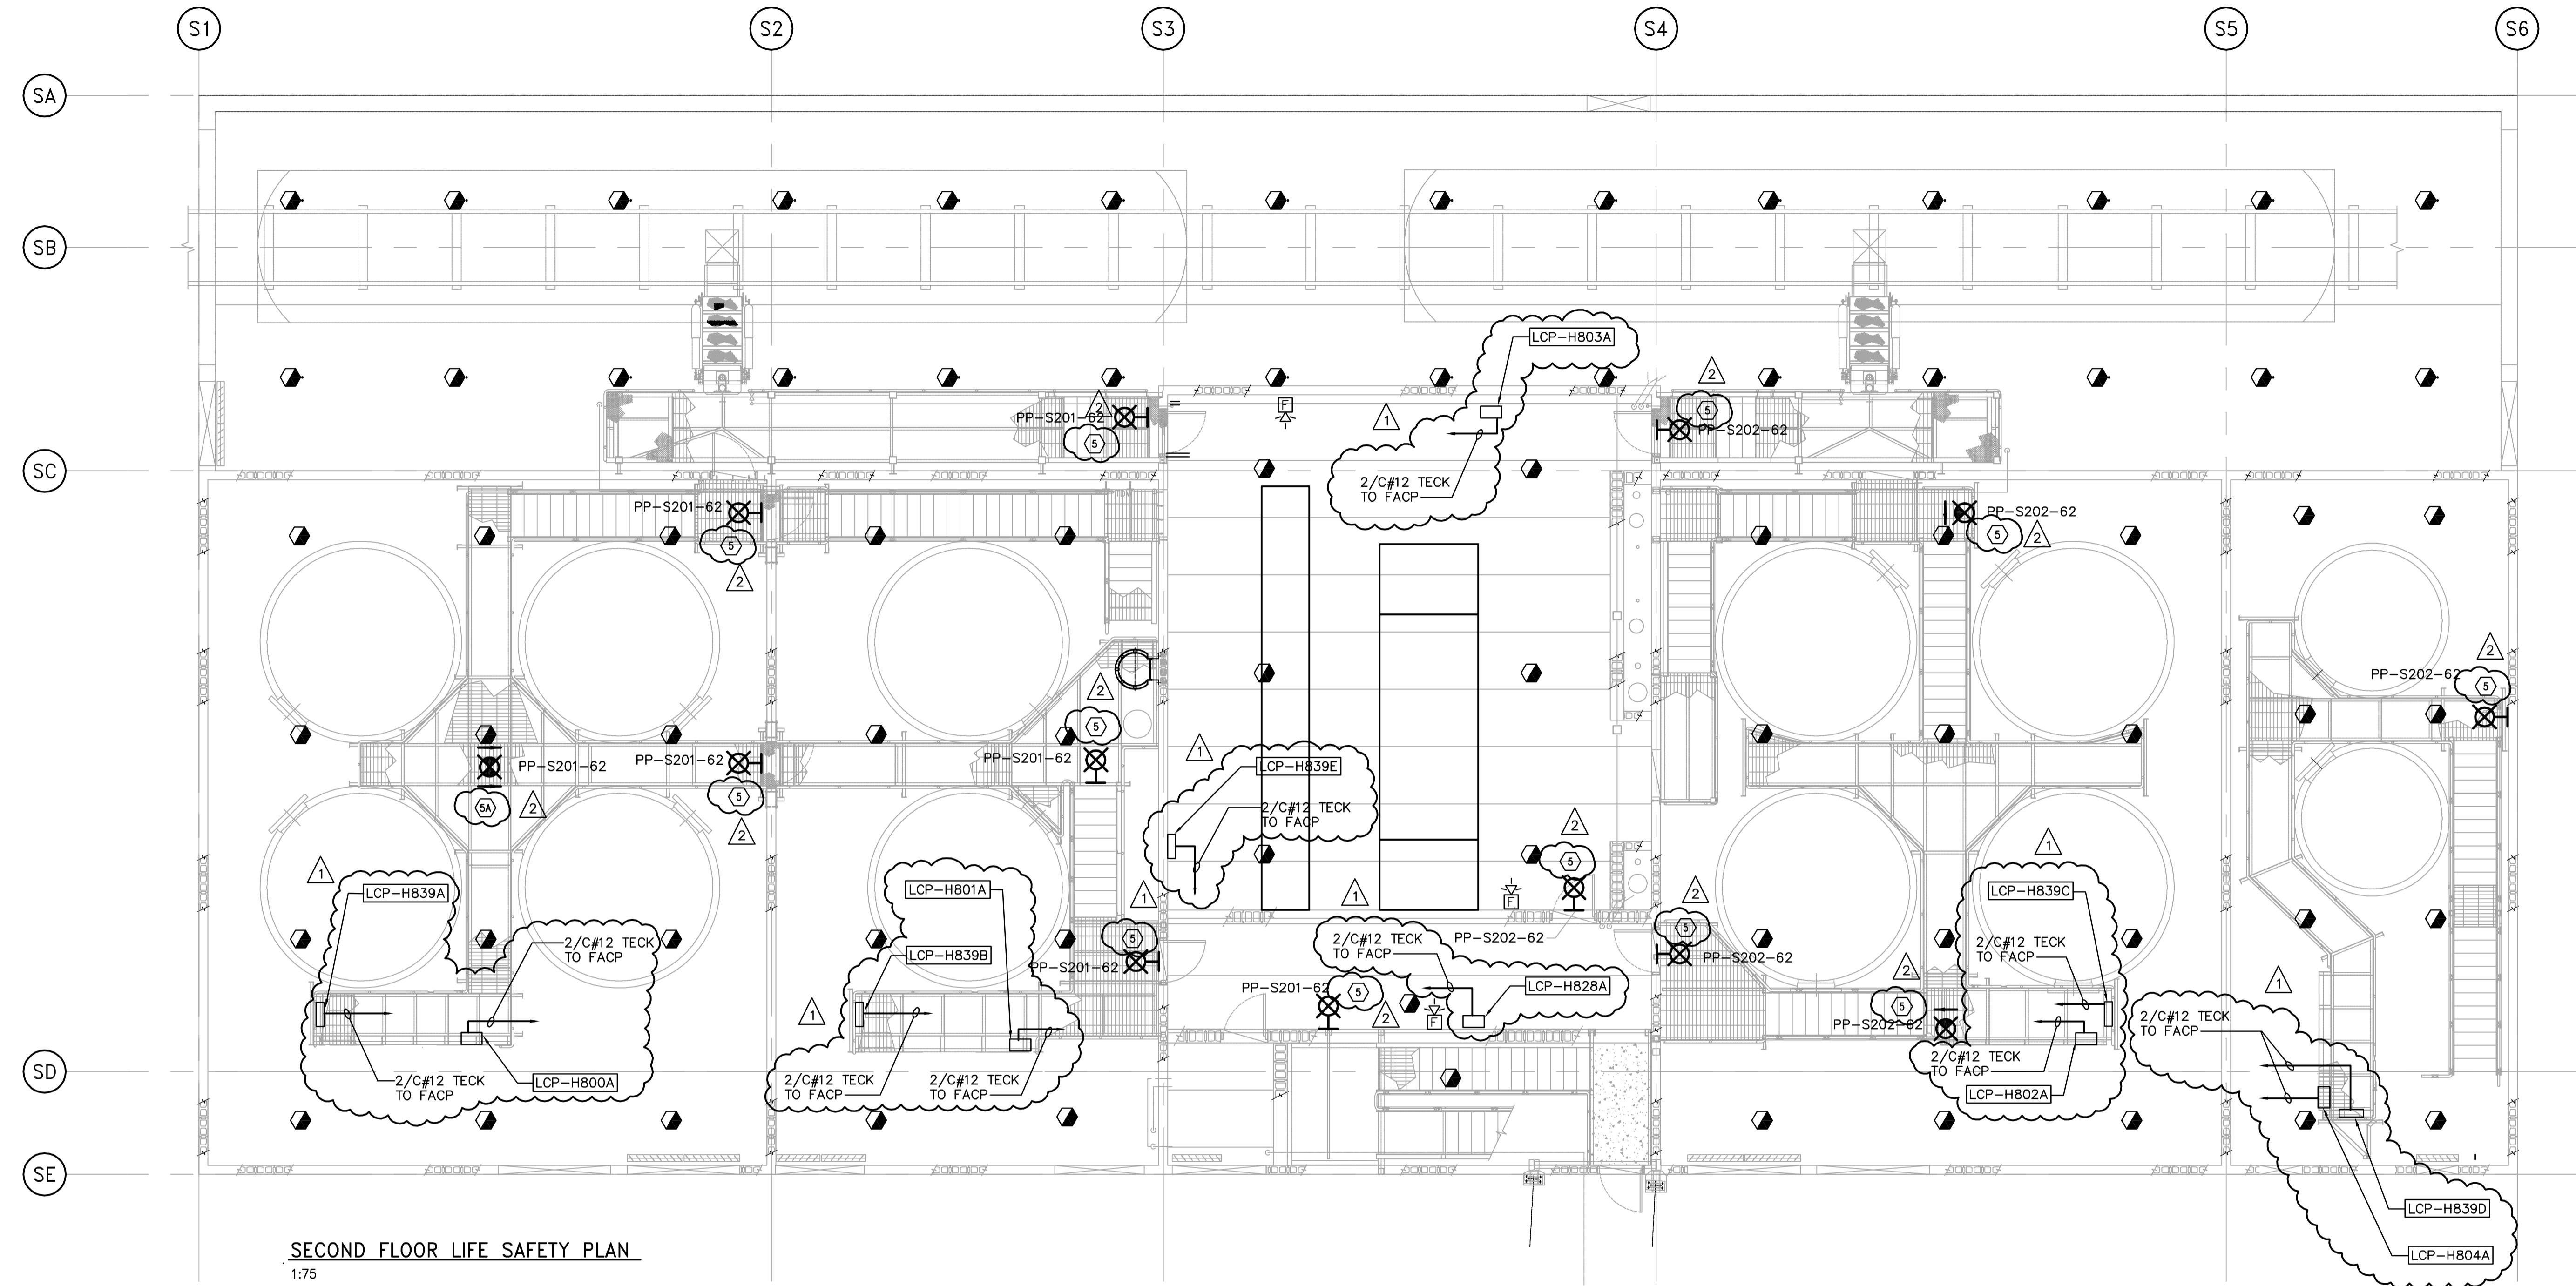 S1
S2
S3
S4
S5
S6
SA
SB
SC
SD
SE
LCP-H803A
1
2/C#12 TECK
TO FACP
F
2
PP-S201-62
5
2
5
PP-S202-62
PP-S201-62
5
2
PP-S202-62
5
2
2
PP-S202-62
5
2
5
PP-S201-62
PP-S201-62
5A
2
PP-S201-62
5
2
1
LCP-H839E
2/C#12 TECK
TO FACP
2
5
F
PP-S202-62
1
LCP-H839A
2/C#12 TECK
TO FACP
2/C#12 TECK
TO FACP
LCP-H800A
LCP-H801A
LCP-H839B
1
2/C#12 TECK
TO FACP
2/C#12 TECK
TO FACP
1
5
PP-S201-62
1
2/C#12 TECK
TO FACP
LCP-H828A
PP-S201-62
5
2
F
2
5
PP-S202-62
1
LCP-H839C
2/C#12 TECK
TO FACP
2
5
PP-S202-62
2/C#12 TECK
TO FACP
LCP-H802A
1
2/C#12 TECK
TO FACP
LCP-H839D
LCP-H804A
SECOND FLOOR LIFE SAFETY PLAN
1:75